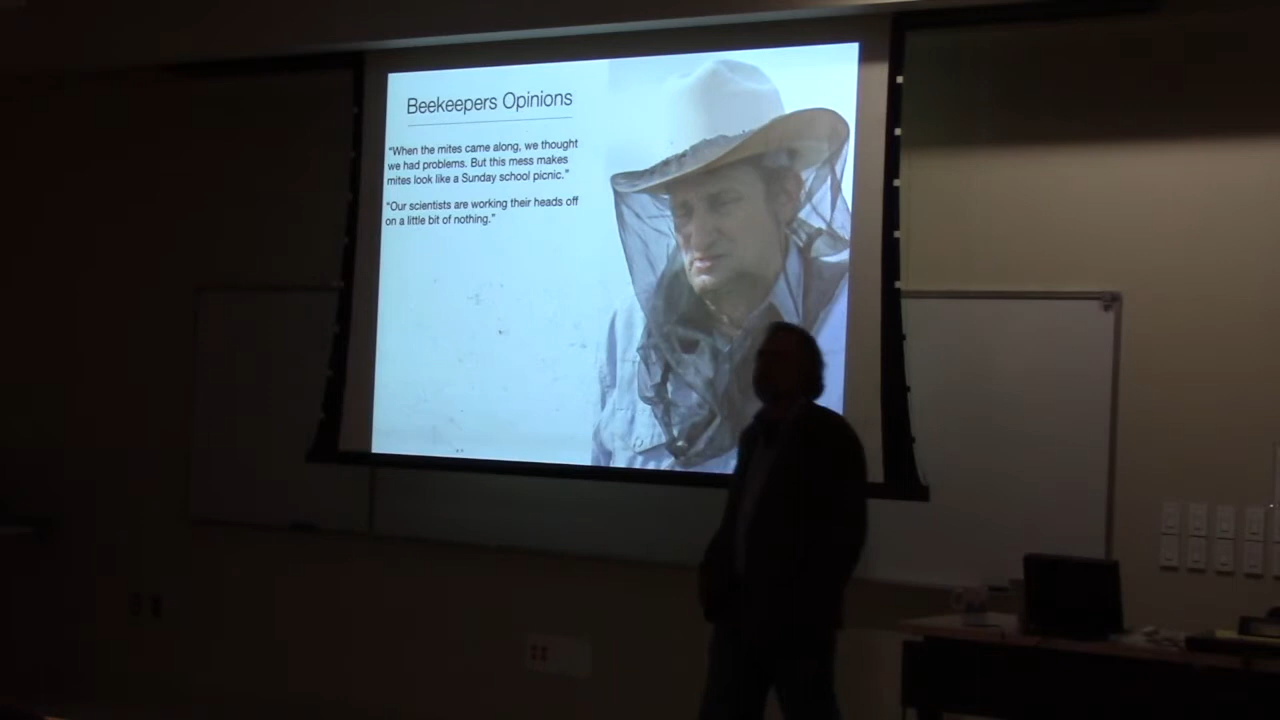 Beekeepers Opinions
“When the mites came along, we thought
we had problems. But this mess makes
mites look like a Sunday school picnic.”
“Our scientists are working their heads off
on a little bit of nothing.”